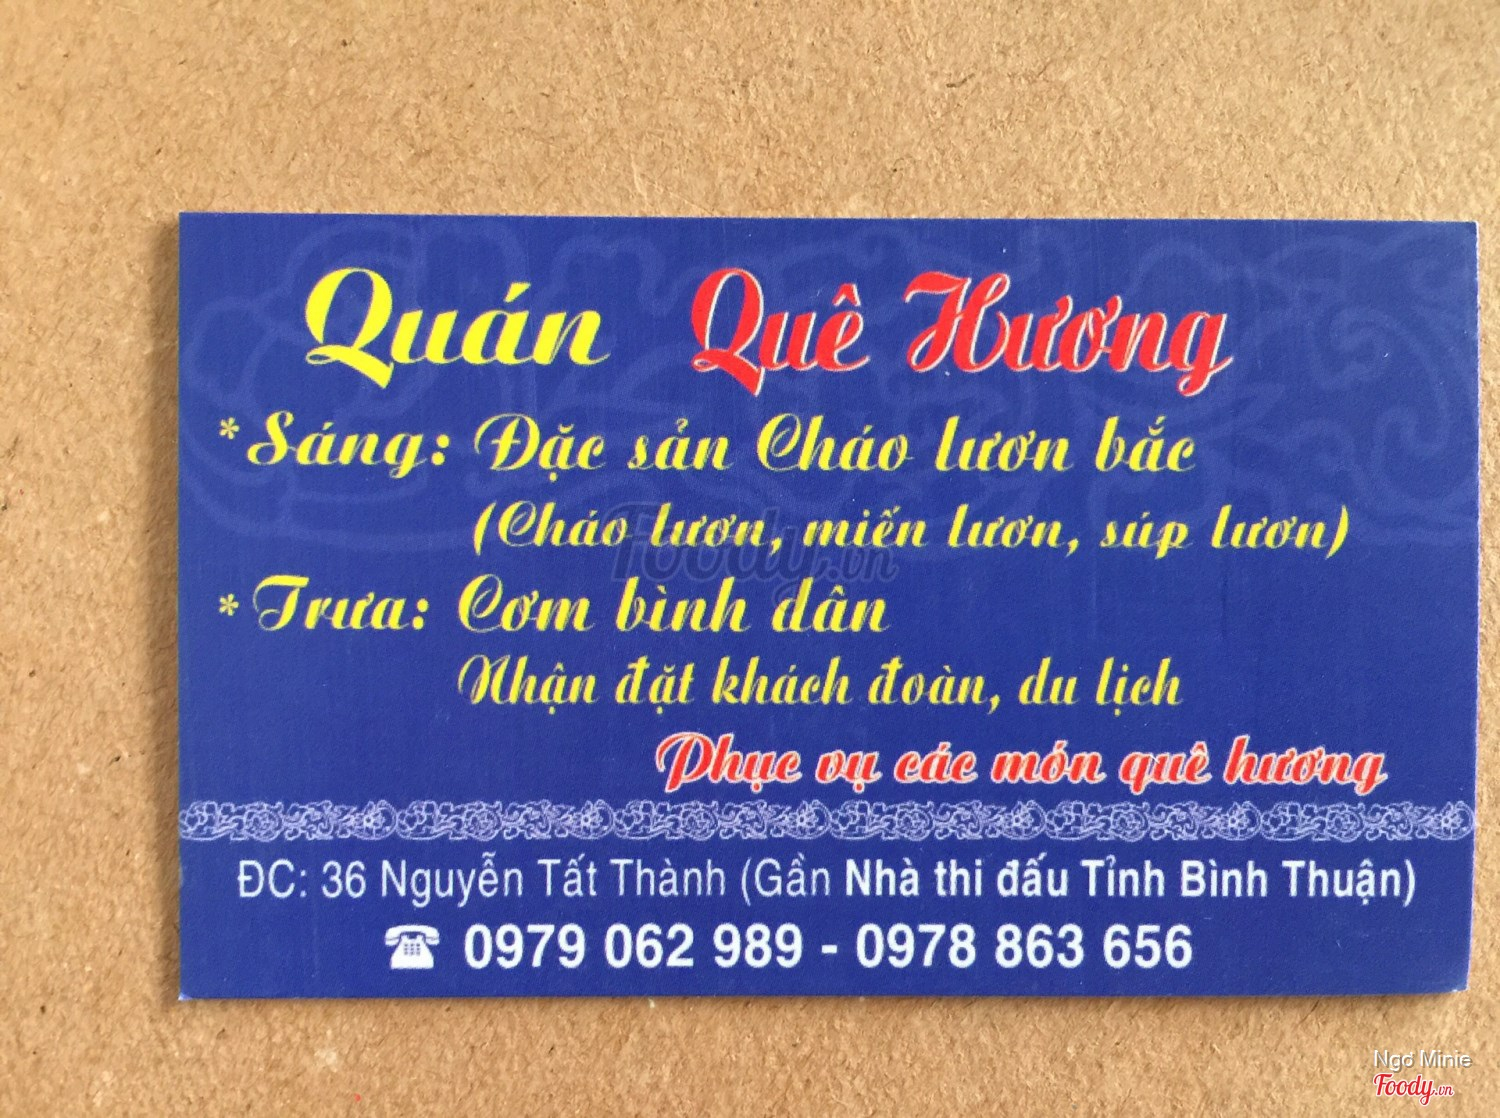 Quán Quê Hương
* Sáng: Đặc sản Cháo lươn bắc
(Cháo lươn, miến lươn, súp lươn)
Foody.vn
* Trưa: Cơm bình dân
Nhận đặt khách đoàn, du lịch
Phục vụ các món quê hương
ĐC: 36 Nguyễn Tất Thành (Gần Nhà thi đấu Tỉnh Bình Thuận)
☎ 0979 062 989 - 0978 863 656
Ngơ Minie
Foody.vn